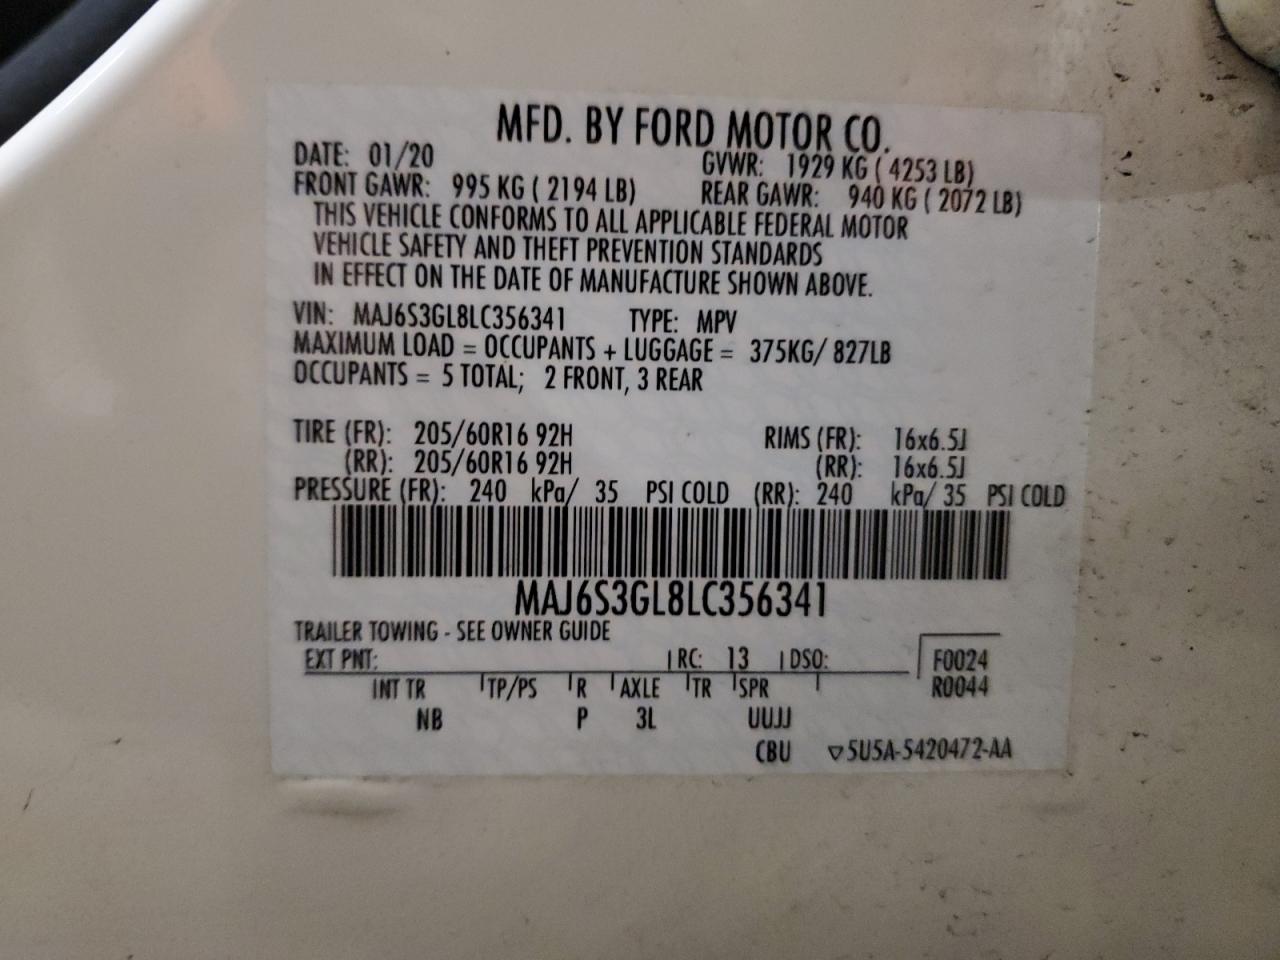 MFD. BY FORD MOTOR CO.
DATE: 01/20 GVWR: 1929 KG ( 4253 LB)
FRONT GAWR: 995 KG ( 2194 LB) REAR GAWR: 940 KG ( 2072 LB)
THIS VEHICLE CONFORMS TO ALL APPLICABLE FEDERAL MOTOR
VEHICLE SAFETY AND THEFT PREVENTION STANDARDS
IN EFFECT ON THE DATE OF MANUFACTURE SHOWN ABOVE.
VIN: MAJ6S3GL8LC356341 TYPE: MPV
MAXIMUM LOAD = OCCUPANTS + LUGGAGE = 375KG/ 827LB
OCCUPANTS = 5 TOTAL; 2 FRONT, 3 REAR
TIRE (FR): 205/60R16 92H RIMS (FR): 16x6.5J
(RR): 205/60R16 92H (RR): 16x6.5J
PRESSURE (FR): 240 kPa/ 35 PSI COLD (RR): 240 kPa/ 35 PSI COLD
MAJ6S3GL8LC356341
TRAILER TOWING - SEE OWNER GUIDE
EXT PNT: RC: 13 DSO: F0024
INT TR TP/PS R AXLE TR SPR R0044
NB P 3L UUJJ
CBU ▽5U5A-5420472-AA